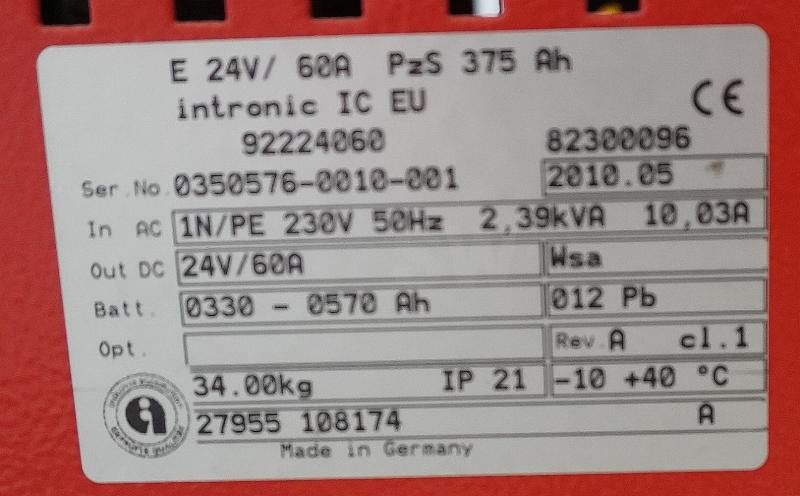 E 24V/ 60A PzS 375 Ah
intronic IC EU CE
92224060 82300096
Ser.No. 0350576-0010-001 2010.05
In AC 1N/PE 230V 50Hz 2,39kVA 10,03A
Out DC 24V/60A Wsa
Batt. 0330 - 0570 Ah 012 Pb
Opt. Rev.A cl.1
34.00kg IP 21 -10 +40 °C
27955 108174 A
Made in Germany